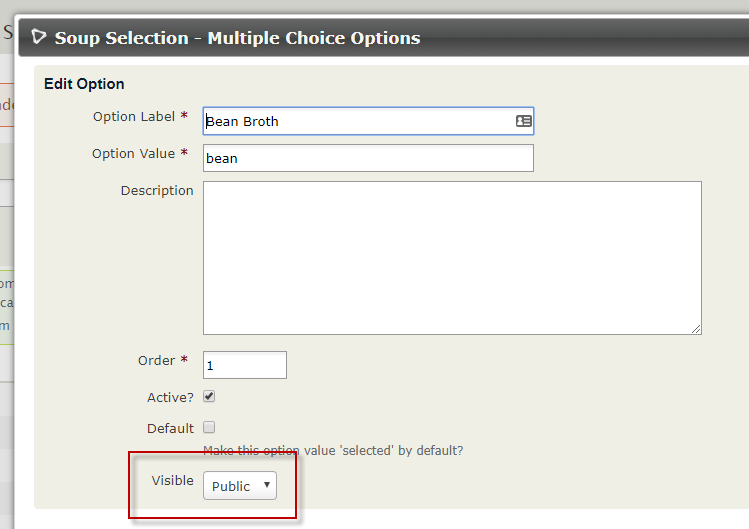 S
Soup Selection - Multiple Choice Options
Edit Option
Option Label *
Bean Broth
Option Value *
bean
Description
Order *
1
Active?
Default
Make this option value 'selected' by default?
Visible
Public